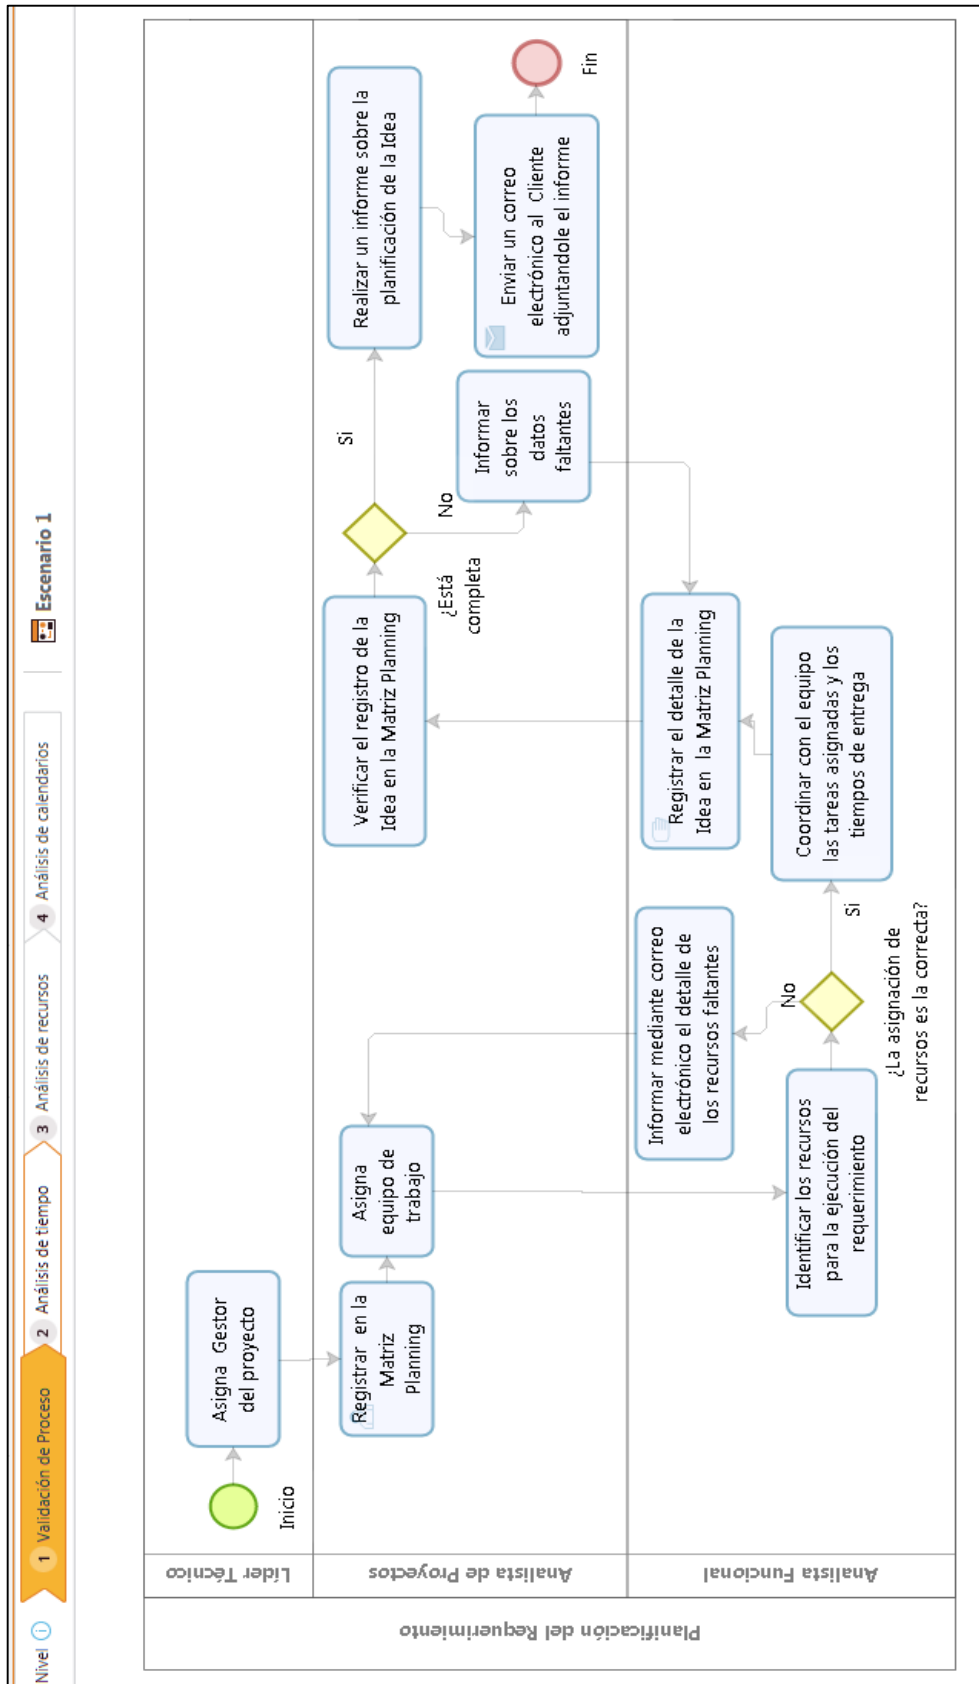 Nivel
1 Validación de Proceso
2 Análisis de tiempo
3 Análisis de recursos
4 Análisis de calendarios
Escenario 1
Planificación del Requerimiento
Líder Técnico
Inicio
Asigna Gestor
del proyecto
Analista de Proyectos
Registrar en la
Matriz
Planning
Asigna
equipo de
trabajo
Verificar el registro de la
Idea en la Matriz Planning
¿Está
completa
Si
No
Realizar un informe sobre la
planificación de la Idea
Informar
sobre los
datos
faltantes
Enviar un correo
electrónico al Cliente
adjuntandole el informe
Fin
Analista Funcional
Identificar los recursos
para la ejecución del
requerimiento
¿La asignación de
recursos es la correcta?
No
Si
Informar mediante correo
electrónico el detalle de
los recursos faltantes
Coordinar con el equipo
las tareas asignadas y los
tiempos de entrega
Registrar el detalle de la
Idea en la Matriz Planning